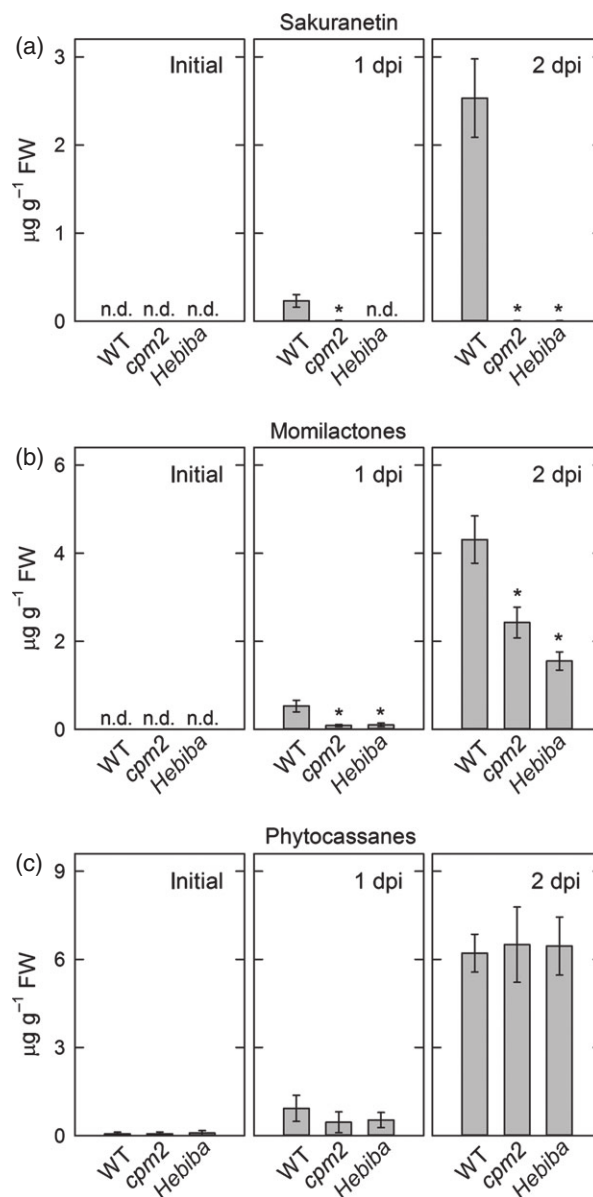 Sakuranetin
(a)
Initial
1 dpi
2 dpi
µg g⁻¹ FW
3
2
1
0
n.d. n.d. n.d.
* n.d.
* *
WT cpm2 Hebiba
WT cpm2 Hebiba
WT cpm2 Hebiba
Momilactones
(b)
Initial
1 dpi
2 dpi
µg g⁻¹ FW
6
4
2
0
n.d. n.d. n.d.
* *
* *
WT cpm2 Hebiba
WT cpm2 Hebiba
WT cpm2 Hebiba
Phytocassanes
(c)
Initial
1 dpi
2 dpi
µg g⁻¹ FW
9
6
3
0
WT cpm2 Hebiba
WT cpm2 Hebiba
WT cpm2 Hebiba